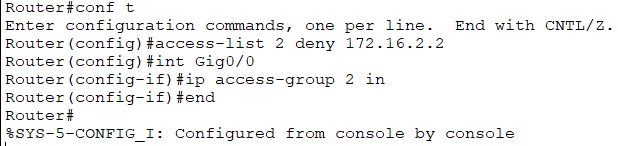 Router#conf t
Enter configuration commands, one per line.  End with CNTL/Z.
Router(config)#access-list 2 deny 172.16.2.2
Router(config)#int Gig0/0
Router(config-if)#ip access-group 2 in
Router(config-if)#end
Router#
%SYS-5-CONFIG_I: Configured from console by console